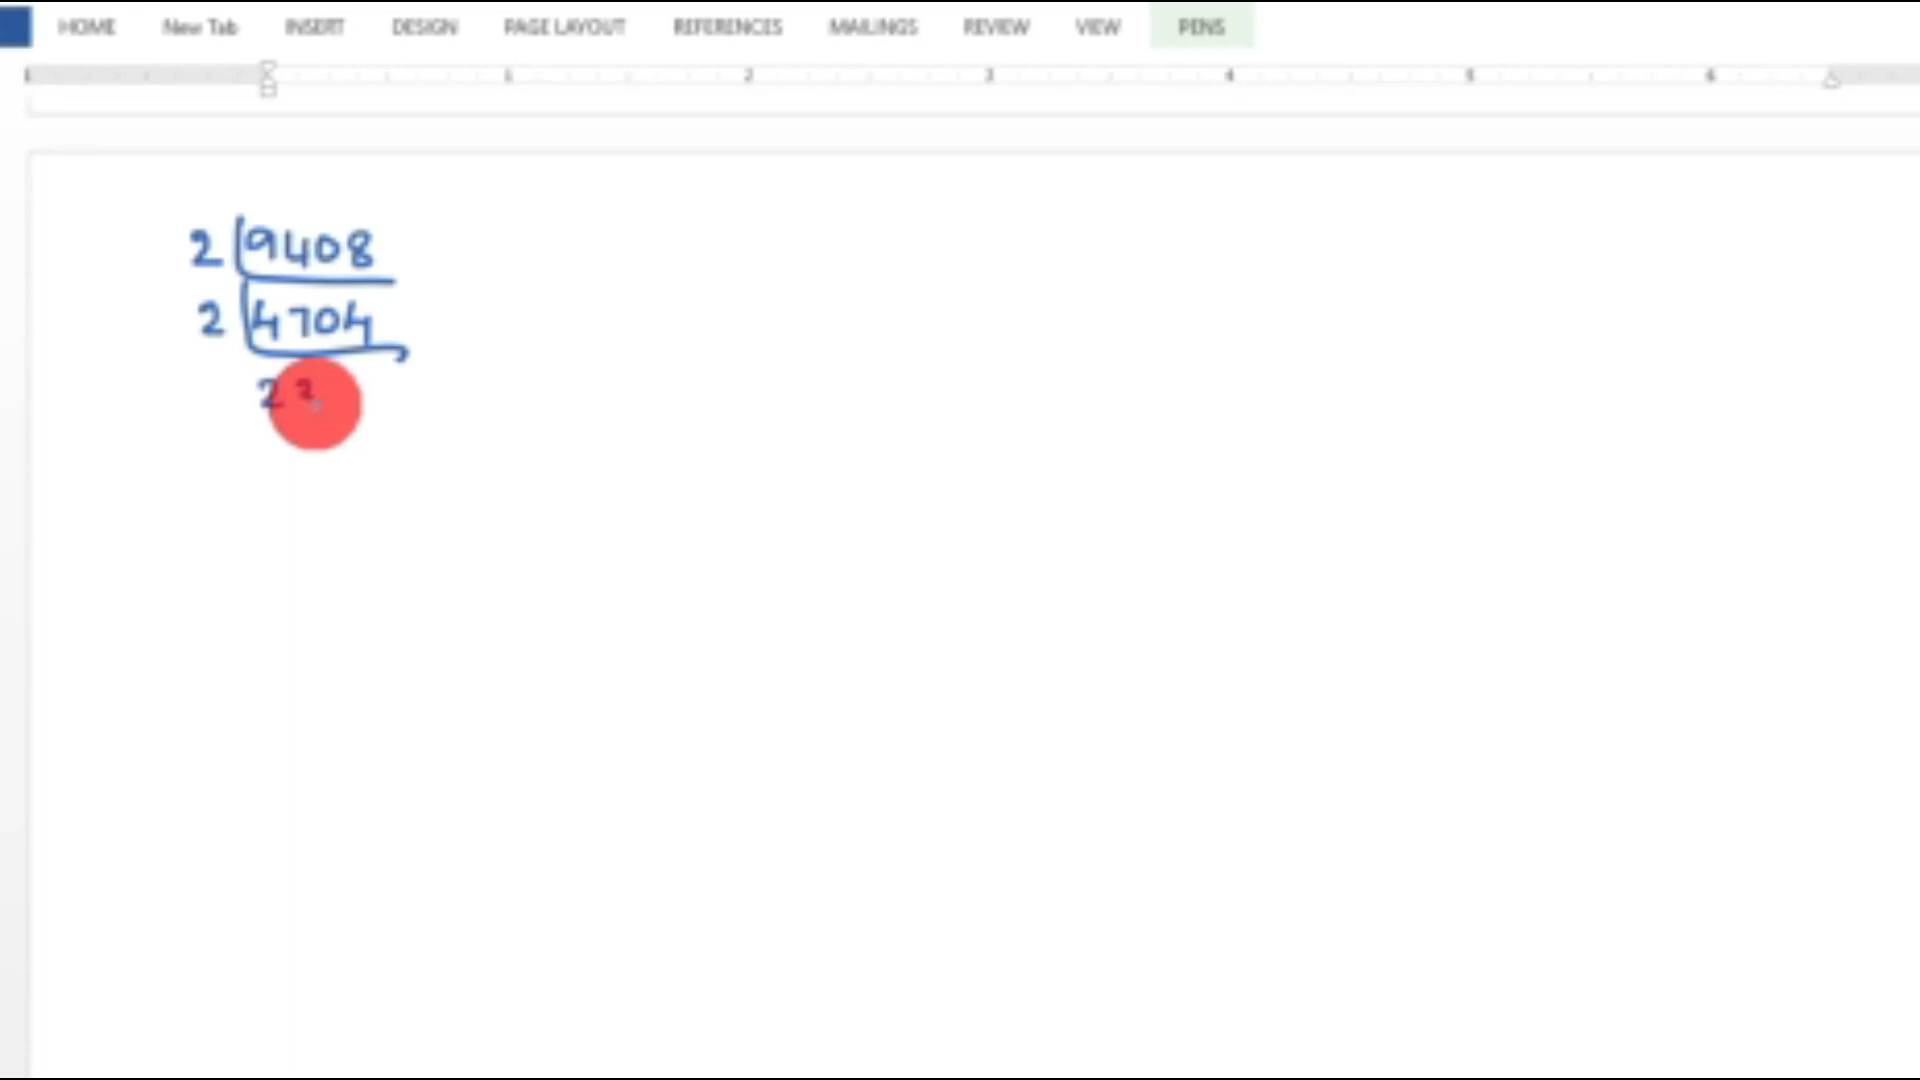 HOME New Tab INSERT DESIGN PAGE LAYOUT REFERENCES MAILINGS REVIEW VIEW PENS
1 2 3 4 5 6
2 9408
2 4704
2 3